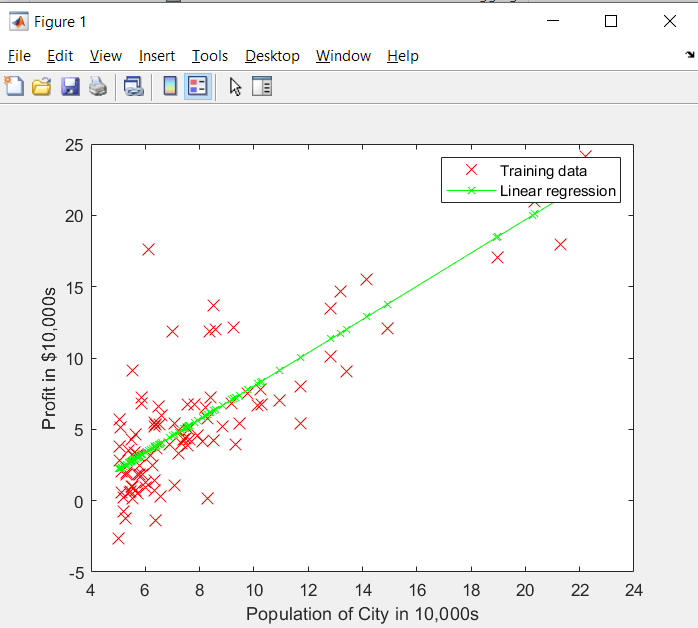 Figure 1
File Edit View Insert Tools Desktop Window Help
25
20
15
10
5
0
-5
4 6 8 10 12 14 16 18 20 22 24
Profit in $10,000s
Population of City in 10,000s
Training data
Linear regression